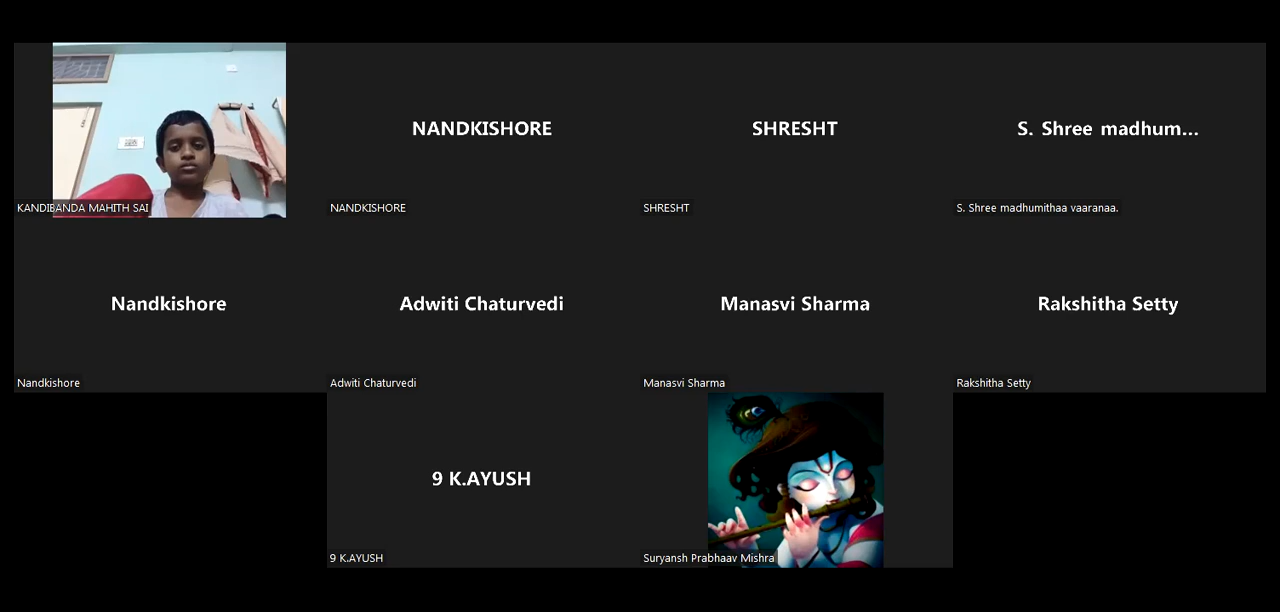 KANDIBANDA MAHITH SAI
NANDKISHORE
NANDKISHORE
SHRESHT
SHRESHT
S. Shree madhum...
S. Shree madhumithaa vaaranaa.
Nandkishore
Nandkishore
Adwiti Chaturvedi
Adwiti Chaturvedi
Manasvi Sharma
Manasvi Sharma
Rakshitha Setty
Rakshitha Setty
9 K.AYUSH
9 K.AYUSH
Suryansh Prabhaav Mishra